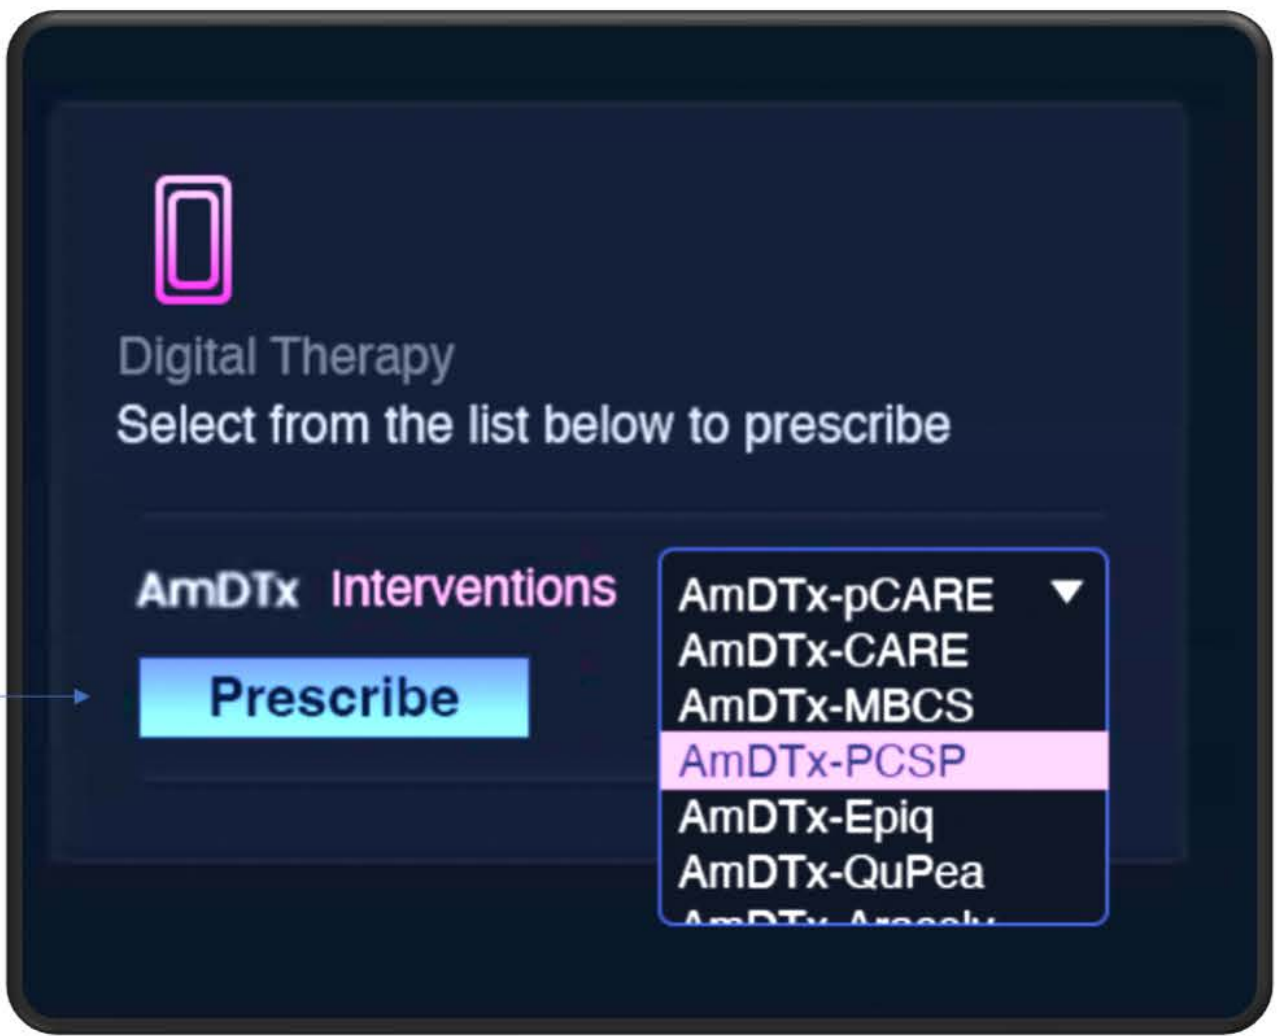 Digital Therapy
Select from the list below to prescribe
AmDTx Interventions
Prescribe
AmDTx-pCARE
AmDTx-CARE
AmDTx-MBCS
AmDTx-PCSP
AmDTx-Epiq
AmDTx-QuPea